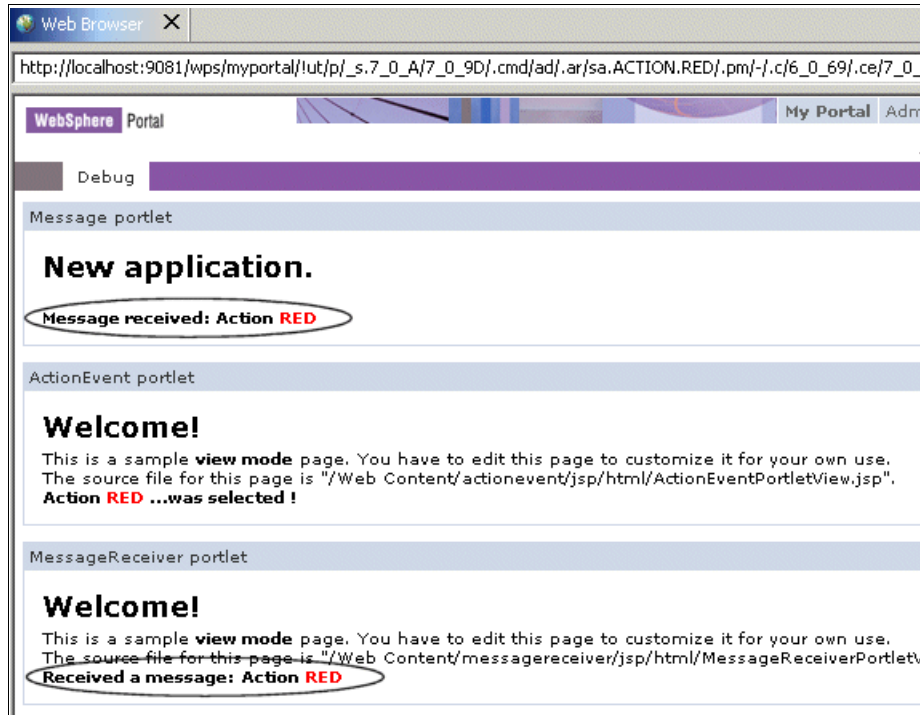 Web Browser X
http://localhost:9081/wps/myportal/!ut/p/_s.7_0_A/7_0_9D/.cmd/ad/.ar/sa.ACTION.RED/.pm/-/.c/6_0_69/.ce/7_0_
WebSphere Portal
My Portal Adm
Debug
Message portlet
New application.
Message received: Action RED
ActionEvent portlet
Welcome!
This is a sample view mode page. You have to edit this page to customize it for your own use.
The source file for this page is "/Web Content/actionevent/jsp/html/ActionEventPortletView.jsp".
Action RED ...was selected !
MessageReceiver portlet
Welcome!
This is a sample view mode page. You have to edit this page to customize it for your own use.
The source file for this page is "/Web Content/messagereceiver/jsp/html/MessageReceiverPortletV
Received a message: Action RED